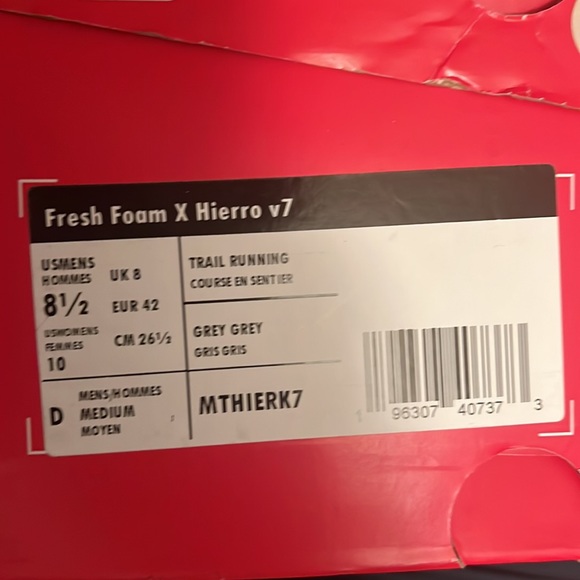 Fresh Foam X Hierro v7
USMENS
HOMMES
8½
UK 8
EUR 42
USWOMENS
FEMMES
10
CM 26½
TRAIL RUNNING
COURSE EN SENTIER
GREY GREY
GRIS GRIS
D
MENS/HOMMES
MEDIUM
MOYEN
MTHIERK7
1 96307 40737 3